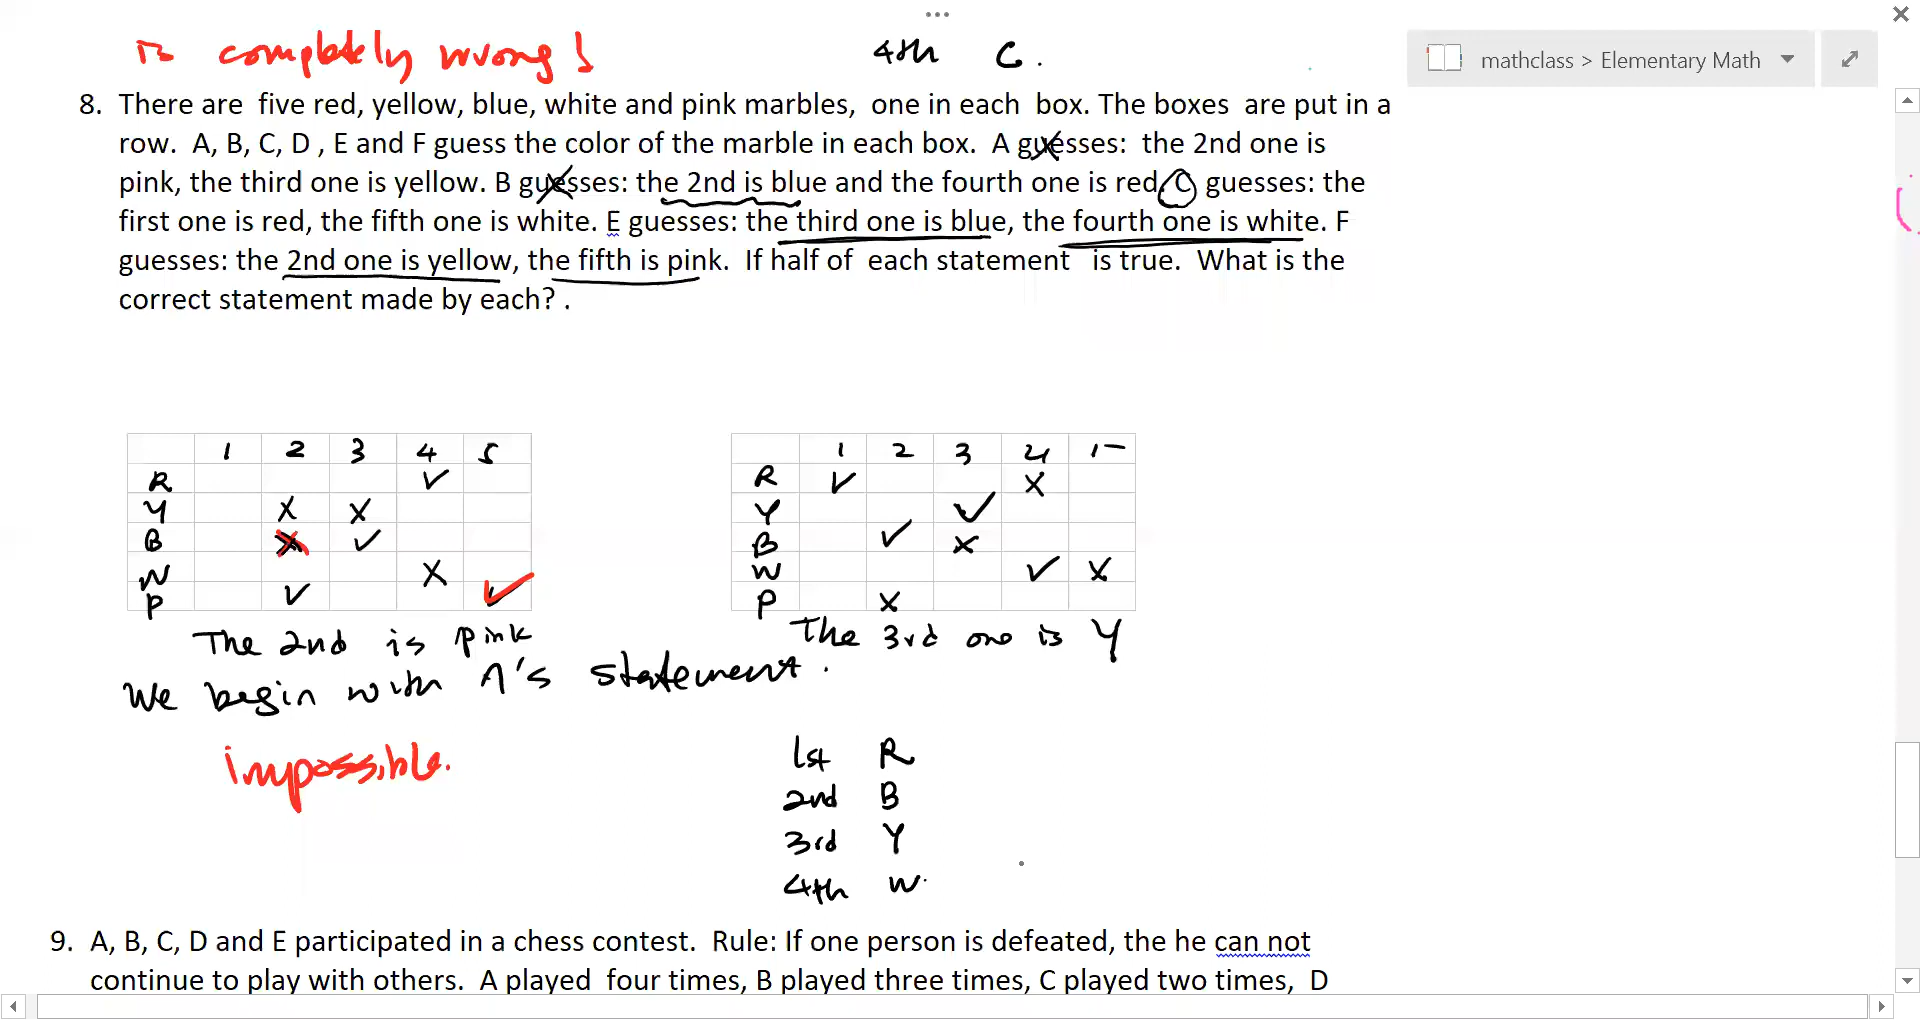 is completely wrong !
4th C.
mathclass > Elementary Math
8. There are five red, yellow, blue, white and pink marbles, one in each box. The boxes are put in a
row. A, B, C, D , E and F guess the color of the marble in each box. A guesses: the 2nd one is
pink, the third one is yellow. B guesses: the 2nd is blue and the fourth one is red. C guesses: the
first one is red, the fifth one is white. E guesses: the third one is blue, the fourth one is white. F
guesses: the 2nd one is yellow, the fifth is pink. If half of each statement is true. What is the
correct statement made by each? .
1 2 3 4 5
R ✓
Y X X
B X ✓
W X
P ✓ ✓
1 2 3 4 5
R ✓ X
Y ✓
B ✓ X
W ✓ X
P X
The 2nd is pink
The 3rd one is Y
We begin with A's statement.
impossible.
1st R
2nd B
3rd Y
4th W
9. A, B, C, D and E participated in a chess contest. Rule: If one person is defeated, the he can not
continue to play with others. A played four times, B played three times, C played two times, D